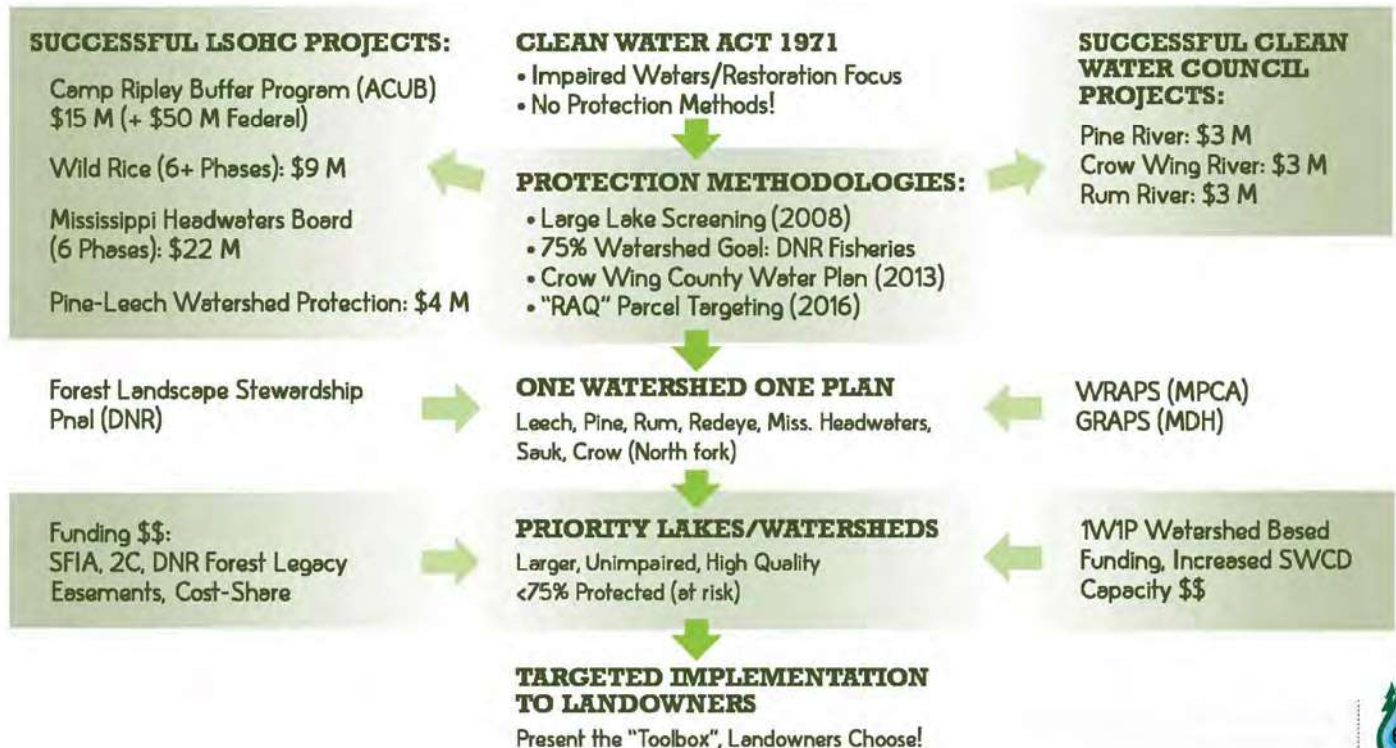 SUCCESSFUL LSOHC PROJECTS:
Camp Ripley Buffer Program (ACUB)
$15 M (+ $50 M Federal)
Wild Rice (6+ Phases): $9 M
Mississippi Headwaters Board
(6 Phases): $22 M
Pine-Leech Watershed Protection: $4 M
CLEAN WATER ACT 1971
• Impaired Waters/Restoration Focus
• No Protection Methods!
PROTECTION METHODOLOGIES:
• Large Lake Screening (2008)
• 75% Watershed Goal: DNR Fisheries
• Crow Wing County Water Plan (2013)
• "RAQ" Parcel Targeting (2016)
SUCCESSFUL CLEAN
WATER COUNCIL
PROJECTS:
Pine River: $3 M
Crow Wing River: $3 M
Rum River: $3 M
Forest Landscape Stewardship
Pnal (DNR)
ONE WATERSHED ONE PLAN
Leech, Pine, Rum, Redeye, Miss. Headwaters,
Sauk, Crow (North fork)
WRAPS (MPCA)
GRAPS (MDH)
Funding $$:
SFIA, 2C, DNR Forest Legacy
Easements, Cost-Share
PRIORITY LAKES/WATERSHEDS
Larger, Unimpaired, High Quality
<75% Protected (at risk)
1W1P Watershed Based
Funding, Increased SWCD
Capacity $$
TARGETED IMPLEMENTATION
TO LANDOWNERS
Present the "Toolbox", Landowners Choose!